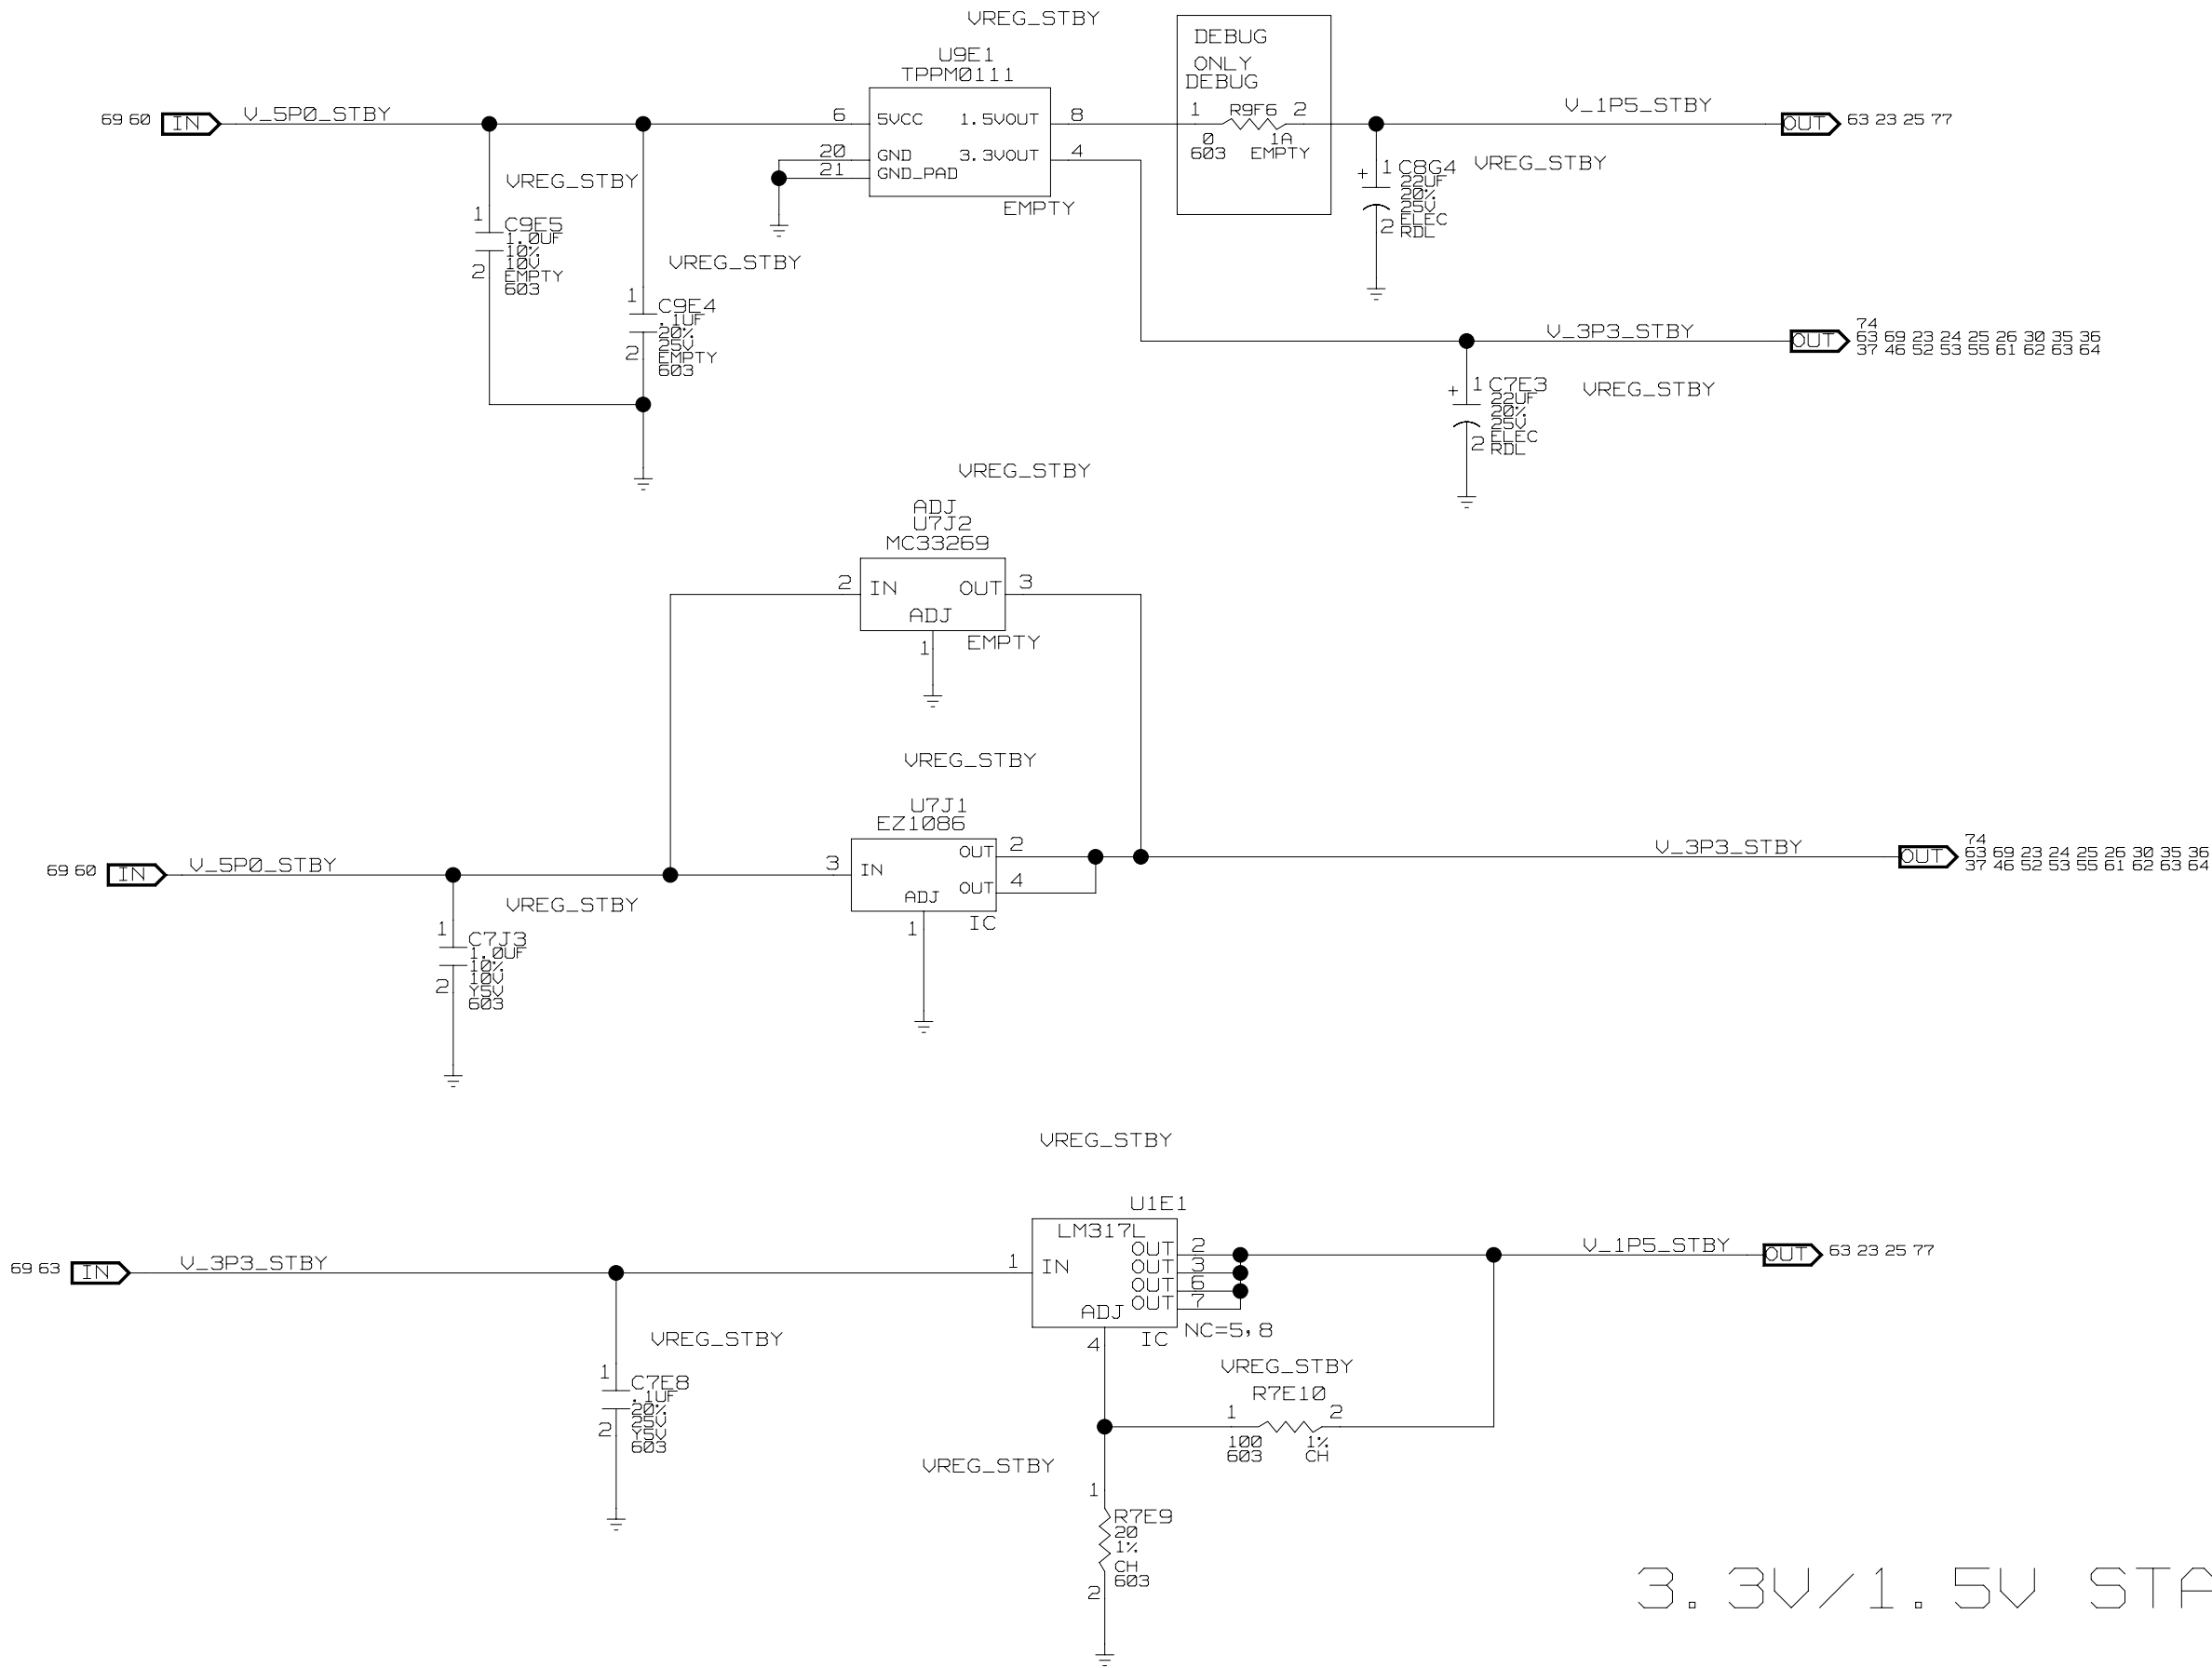 VREG_STBY
DEBUG
ONLY
DEBUG
U9E1
TPPM0111
69 60
IN
V_5P0_STBY
6
5VCC
1.5VOUT
8
1
R9F6
2
0
603
1A
EMPTY
V_1P5_STBY
OUT
63 23 25 77
20
GND
3.3VOUT
4
21
GND_PAD
EMPTY
VREG_STBY
1
C9E5
1.0UF
10%
10V
EMPTY
603
2
VREG_STBY
1
C9E4
.1UF
20%
25V
EMPTY
603
2
+
1
C8G4
22UF
20%
25V
ELEC
RDL
2
VREG_STBY
V_3P3_STBY
OUT
74
63 69 23 24 25 26 30 35 36
37 46 52 53 55 61 62 63 64
+
1
C7E3
22UF
20%
25V
ELEC
RDL
2
VREG_STBY
VREG_STBY
ADJ
U7J2
MC33269
2
IN
OUT
3
ADJ
1
EMPTY
VREG_STBY
U7J1
EZ1086
69 60
IN
V_5P0_STBY
3
IN
OUT
2
OUT
4
ADJ
1
IC
V_3P3_STBY
OUT
74
63 69 23 24 25 26 30 35 36
37 46 52 53 55 61 62 63 64
VREG_STBY
1
C7J3
1.0UF
10%
10V
Y5V
603
2
VREG_STBY
U1E1
LM317L
69 63
IN
V_3P3_STBY
1
IN
OUT
2
OUT
3
OUT
6
OUT
7
ADJ
4
IC
NC=5,8
V_1P5_STBY
OUT
63 23 25 77
VREG_STBY
1
C7E8
.1UF
20%
25V
Y5V
603
2
VREG_STBY
R7E10
1
2
100
603
1%
CH
VREG_STBY
1
R7E9
20
1%
CH
603
2
3.3V/1.5V STA